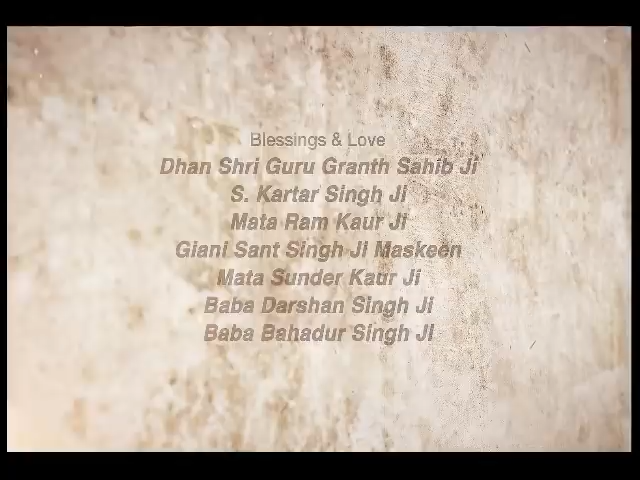 Blessings & Love
Dhan Shri Guru Granth Sahib Ji
S. Kartar Singh Ji
Mata Ram Kaur Ji
Giani Sant Singh JI Maskeen
Mata Sunder Kaur Ji
Baba Darshan Singh Ji
Baba Bahadur Singh JI